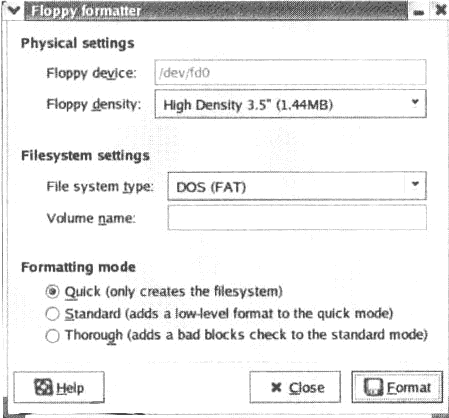 Floppy formatter
Physical settings
Floppy device: /dev/fd0
Floppy density: High Density 3.5" (1.44MB)
Filesystem settings
File system type: DOS (FAT)
Volume name:
Formatting mode
Quick (only creates the filesystem)
Standard (adds a low-level format to the quick mode)
Thorough (adds a bad blocks check to the standard mode)
Help Close Format